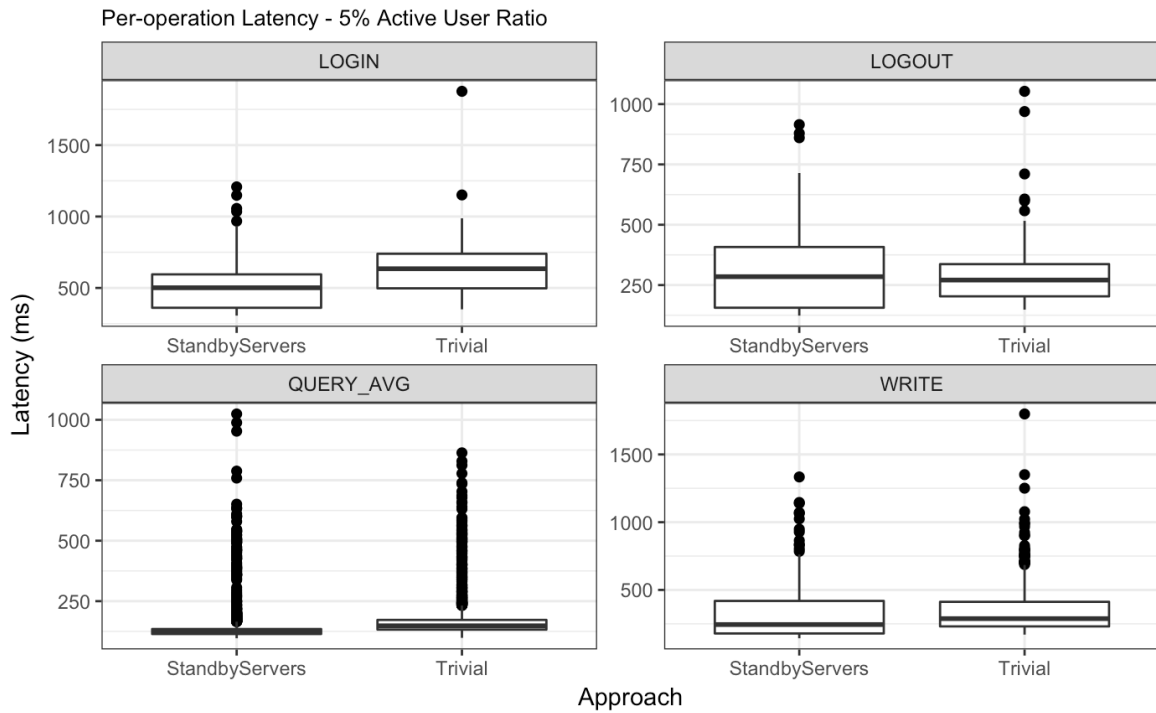 Per-operation Latency - 5% Active User Ratio
LOGIN
LOGOUT
1500
1000
500
1000
750
500
250
StandbyServers
Trivial
StandbyServers
Trivial
QUERY_AVG
WRITE
1000
750
500
250
1500
1000
500
StandbyServers
Trivial
StandbyServers
Trivial
Latency (ms)
Approach